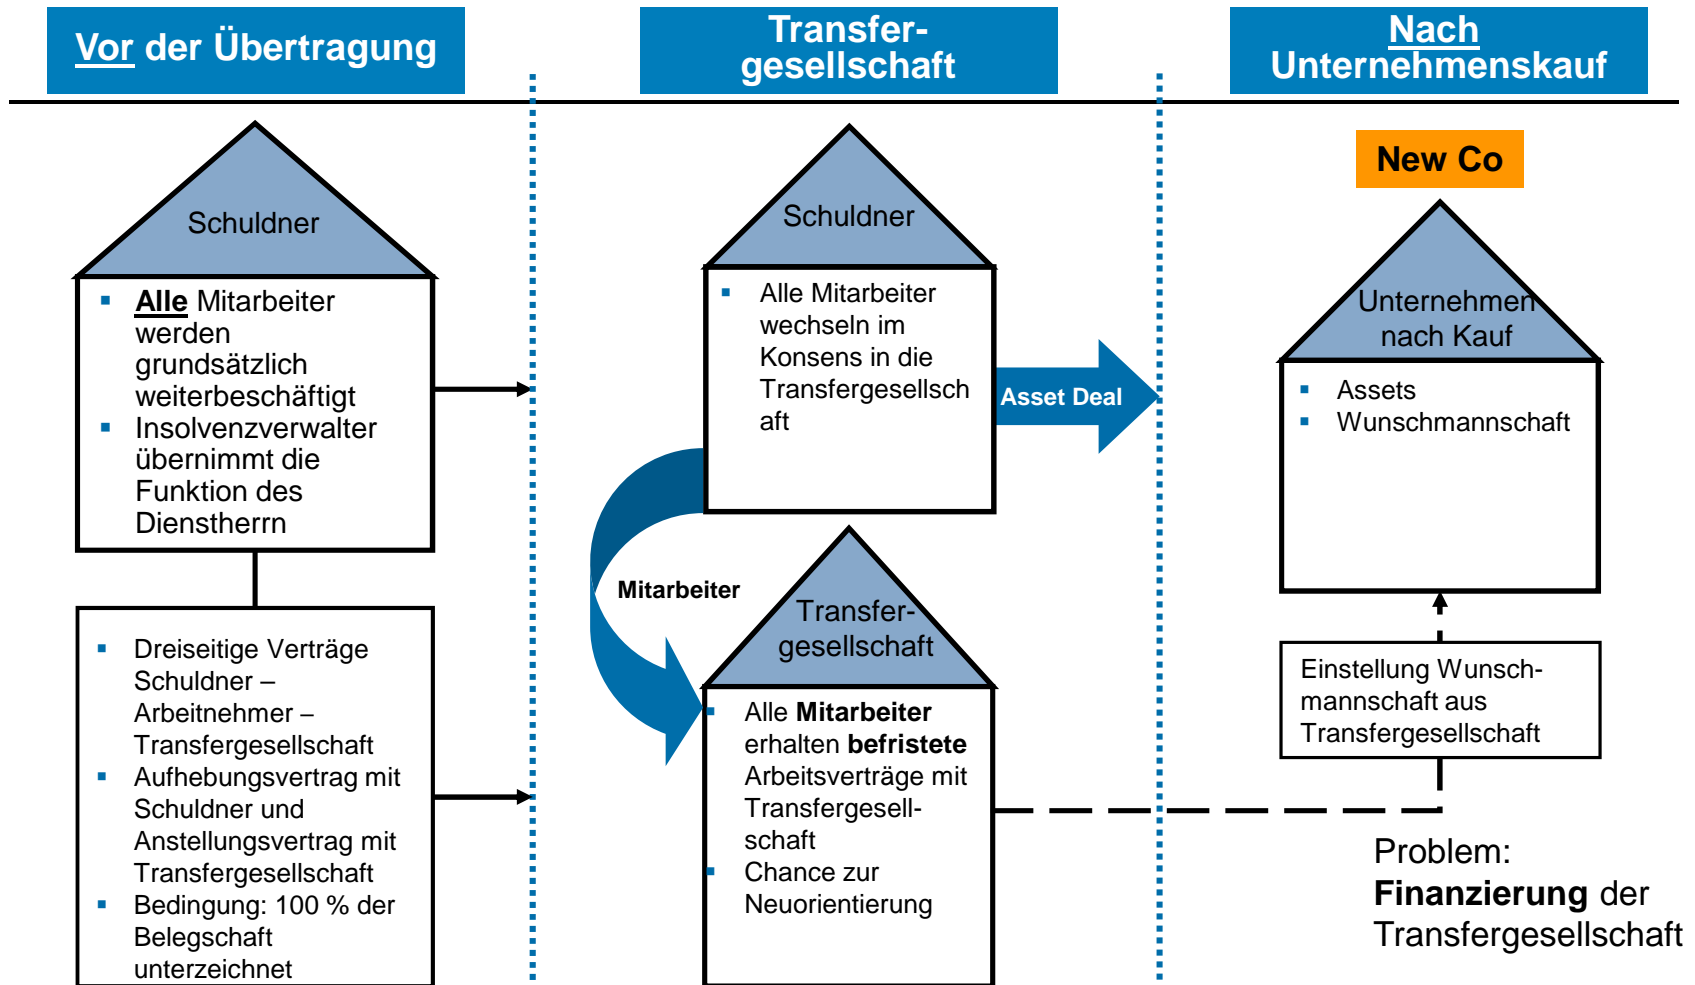 Vor der Übertragung
Transfer-
gesellschaft
Nach
Unternehmenskauf
Schuldner
Alle Mitarbeiter
werden
grundsätzlich
weiterbeschäftigt
Insolvenzverwalter
übernimmt die
Funktion des
Dienstherrn
Dreiseitige Verträge
Schuldner –
Arbeitnehmer –
Transfergesellschaft
Aufhebungsvertrag mit
Schuldner und
Anstellungsvertrag mit
Transfergesellschaft
Bedingung: 100 % der
Belegschaft
unterzeichnet
Schuldner
Alle Mitarbeiter
wechseln im
Konsens in die
Transfergesellsch
aft
Asset Deal
Mitarbeiter
Transfer-
gesellschaft
Alle Mitarbeiter
erhalten befristete
Arbeitsverträge mit
Transfergesell-
schaft
Chance zur
Neuorientierung
New Co
Unternehmen
nach Kauf
Assets
Wunschmannschaft
Einstellung Wunsch-
mannschaft aus
Transfergesellschaft
Problem:
Finanzierung der
Transfergesellschaft